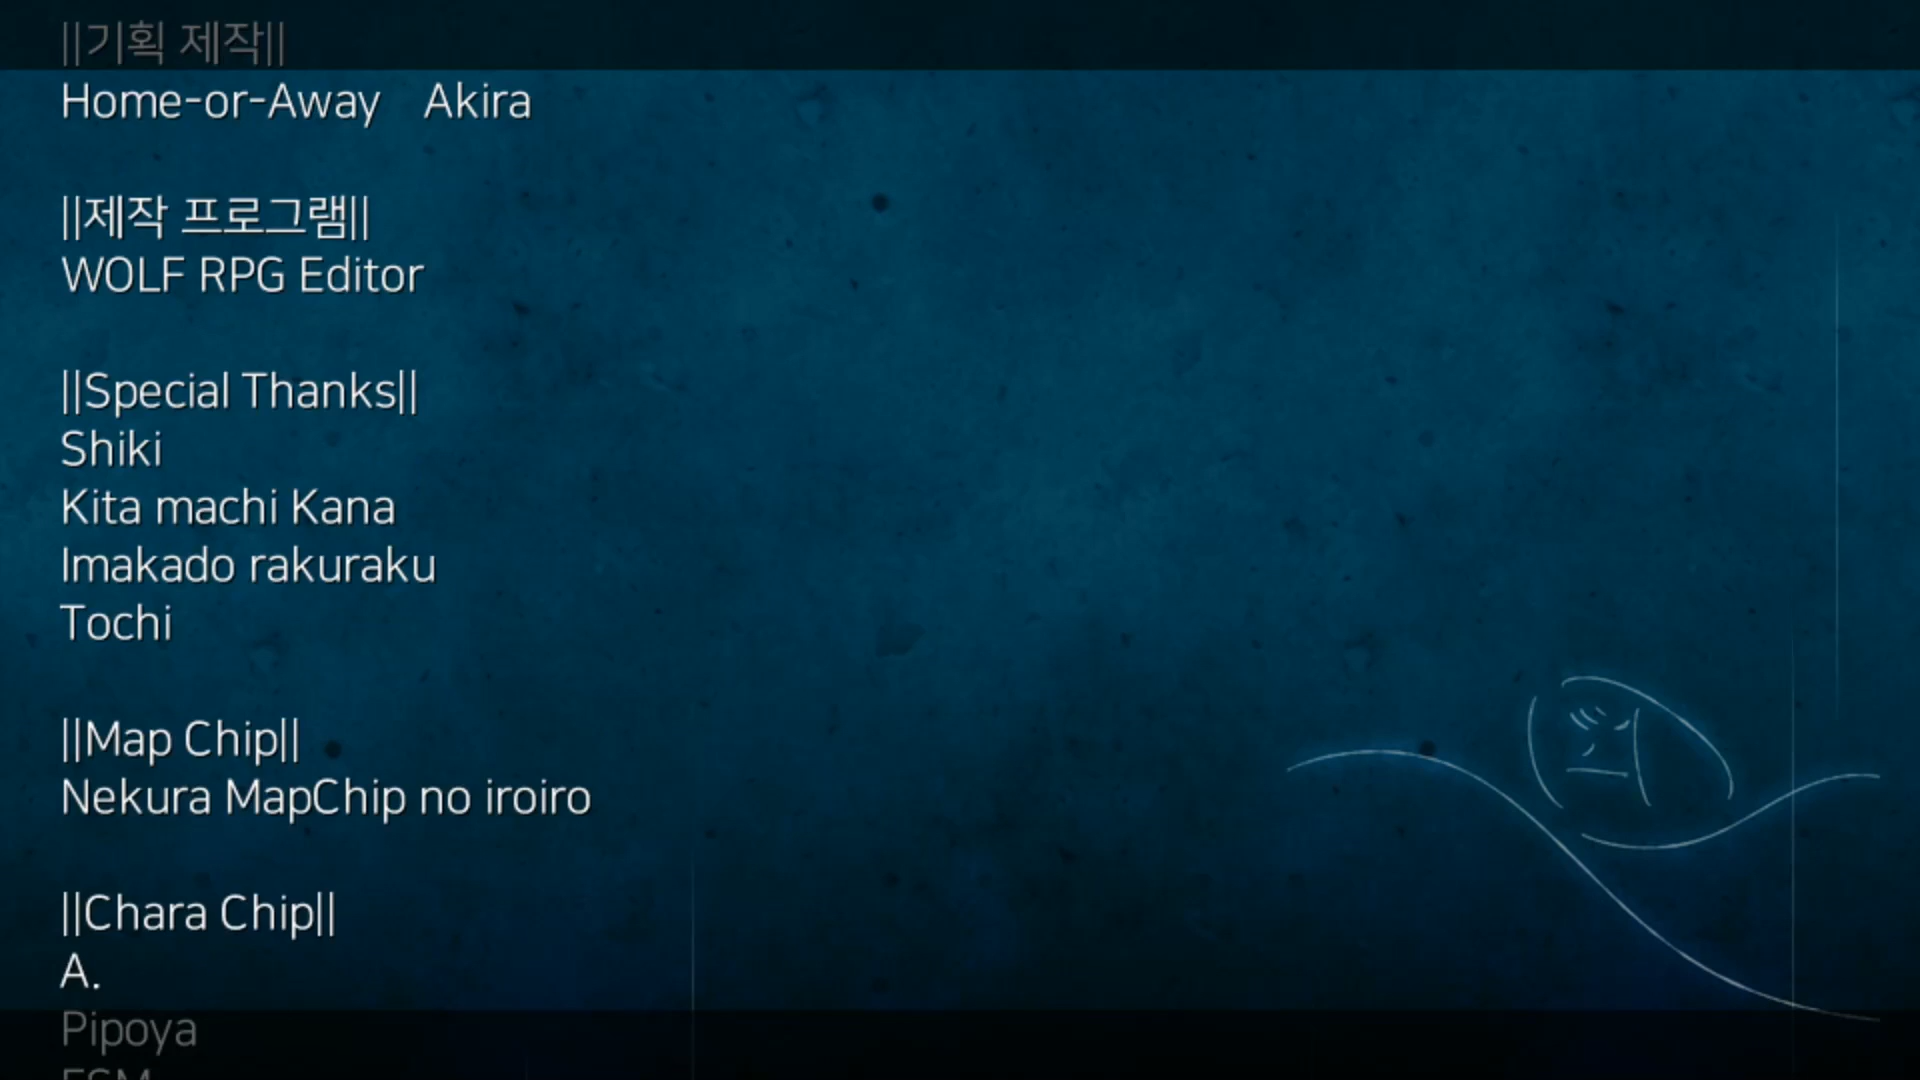 ||기획 제작||
Home-or-Away Akira
||제작 프로그램||
WOLF RPG Editor
||Special Thanks||
Shiki
Kita machi Kana
Imakado rakuraku
Tochi
||Map Chip||
Nekura MapChip no iroiro
||Chara Chip||
A.
Pipoya